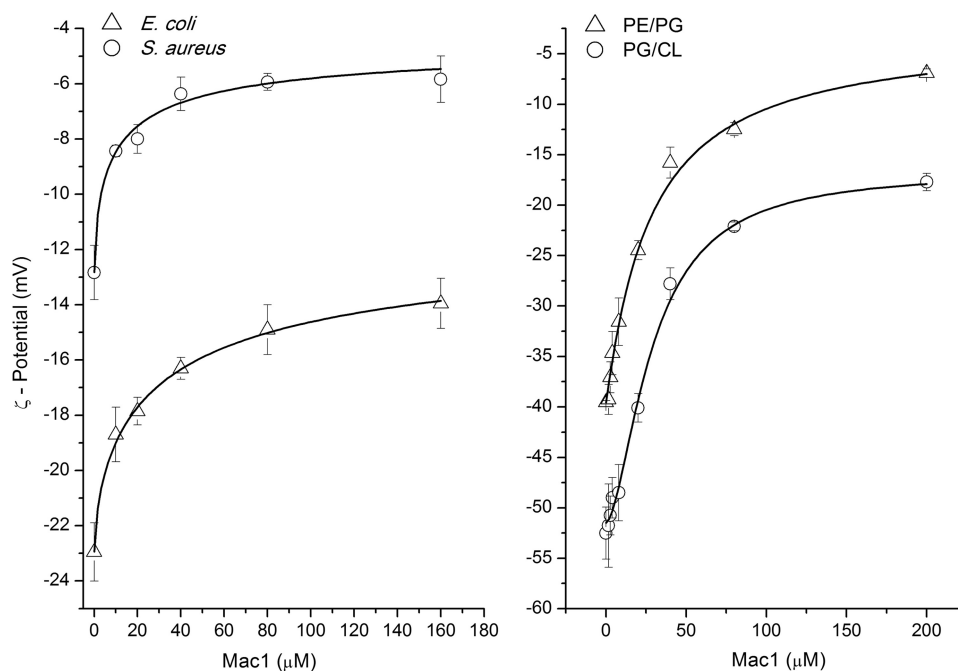 E. coli
S. aureus
-4
-6
-8
-10
-12
-14
-16
-18
-20
-22
-24
ζ - Potential (mV)
0 20 40 60 80 100 120 140 160 180
Mac1 (μM)
PE/PG
PG/CL
-5
-10
-15
-20
-25
-30
-35
-40
-45
-50
-55
-60
0 50 100 150 200
Mac1 (μM)